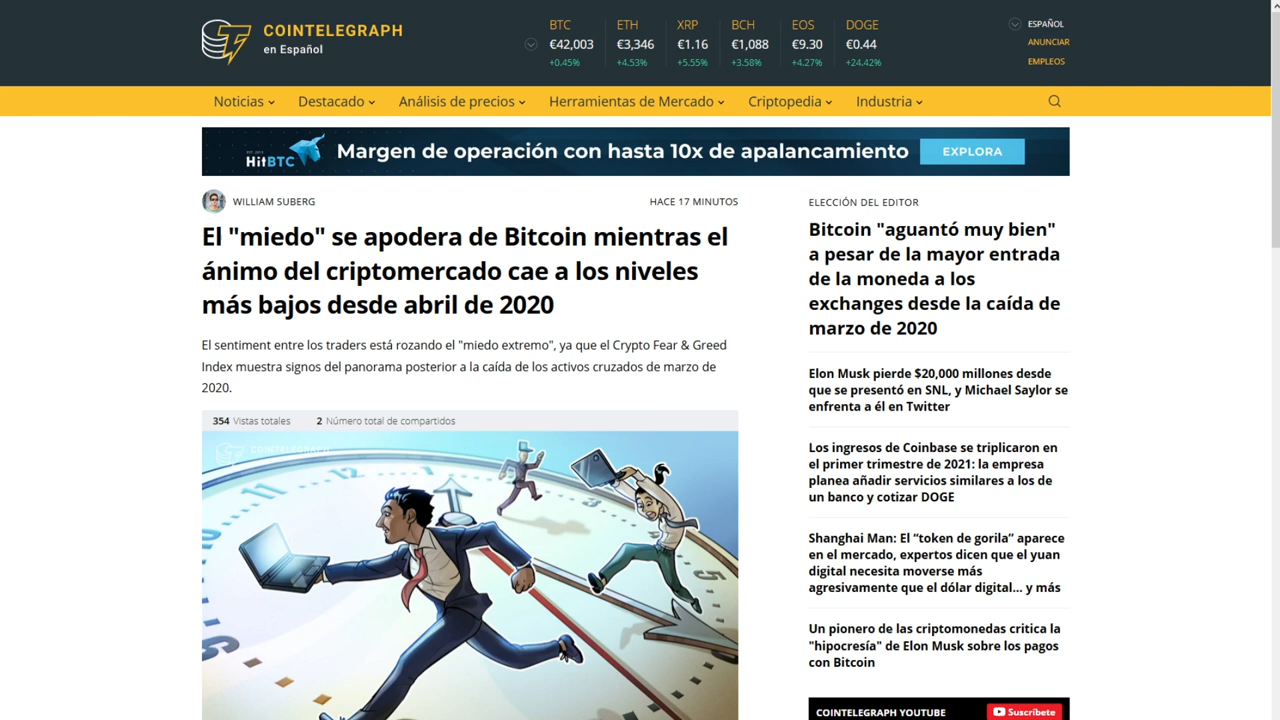 COINTELEGRAPH
en Español
BTC
€42,003
+0.45%
ETH
€3,346
+4.53%
XRP
€1.16
+5.55%
BCH
€1,088
+3.58%
EOS
€9.30
+4.27%
DOGE
€0.44
+24.42%
ESPAÑOL
ANUNCIAR
EMPLEOS
Noticias
Destacado
Análisis de precios
Herramientas de Mercado
Criptopedia
Industria
EST. 2013
HitBTC
Margen de operación con hasta 10x de apalancamiento
EXPLORA
WILLIAM SUBERG
HACE 17 MINUTOS
El "miedo" se apodera de Bitcoin mientras el
ánimo del criptomercado cae a los niveles
más bajos desde abril de 2020
El sentiment entre los traders está rozando el "miedo extremo", ya que el Crypto Fear & Greed
Index muestra signos del panorama posterior a la caída de los activos cruzados de marzo de
2020.
354 Vistas totales
2 Número total de compartidos
COINTELEGRAPH
11
12
1
5
8
ELECCIÓN DEL EDITOR
Bitcoin "aguantó muy bien"
a pesar de la mayor entrada
de la moneda a los
exchanges desde la caída de
marzo de 2020
Elon Musk pierde $20,000 millones desde
que se presentó en SNL, y Michael Saylor se
enfrenta a él en Twitter
Los ingresos de Coinbase se triplicaron en
el primer trimestre de 2021: la empresa
planea añadir servicios similares a los de
un banco y cotizar DOGE
Shanghai Man: El “token de gorila” aparece
en el mercado, expertos dicen que el yuan
digital necesita moverse más
agresivamente que el dólar digital... y más
Un pionero de las criptomonedas critica la
"hipocresía" de Elon Musk sobre los pagos
con Bitcoin
COINTELEGRAPH YOUTUBE
Suscríbete